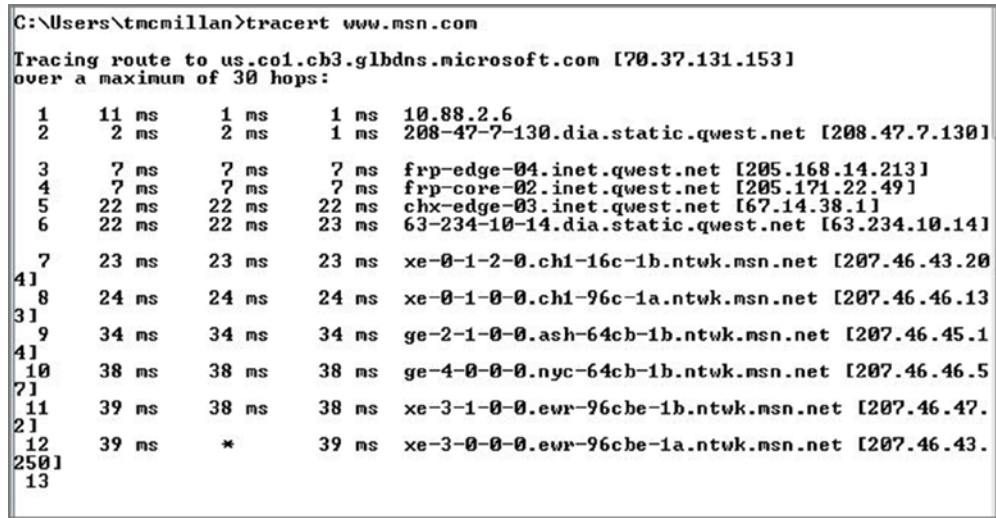 C:\Users\tmcmillan>tracert www.msn.com
Tracing route to us.co1.cb3.glbdns.microsoft.com [70.37.131.153]
over a maximum of 30 hops:
1 11 ms 1 ms 1 ms 10.88.2.6
2 2 ms 2 ms 1 ms 208-47-7-130.dia.static.qwest.net [208.47.7.130]
3 7 ms 7 ms 7 ms frp-edge-04.inet.qwest.net [205.168.14.213]
4 7 ms 7 ms 7 ms frp-core-02.inet.qwest.net [205.171.22.49]
5 22 ms 22 ms 22 ms chx-edge-03.inet.qwest.net [67.14.38.1]
6 22 ms 22 ms 23 ms 63-234-10-14.dia.static.qwest.net [63.234.10.14]
7 23 ms 23 ms 23 ms xe-0-1-2-0.ch1-16c-1b.ntwk.msn.net [207.46.43.20
4]
8 24 ms 24 ms 24 ms xe-0-1-0-0.ch1-96c-1a.ntwk.msn.net [207.46.46.13
3]
9 34 ms 34 ms 34 ms ge-2-1-0-0.ash-64cb-1b.ntwk.msn.net [207.46.45.1
4]
10 38 ms 38 ms 38 ms ge-4-0-0-0.nyc-64cb-1b.ntwk.msn.net [207.46.46.5
7]
11 39 ms 38 ms 38 ms xe-3-1-0-0.ewr-96cbe-1b.ntwk.msn.net [207.46.47.
2]
12 39 ms * 39 ms xe-3-0-0-0.ewr-96cbe-1a.ntwk.msn.net [207.46.43.
250]
13